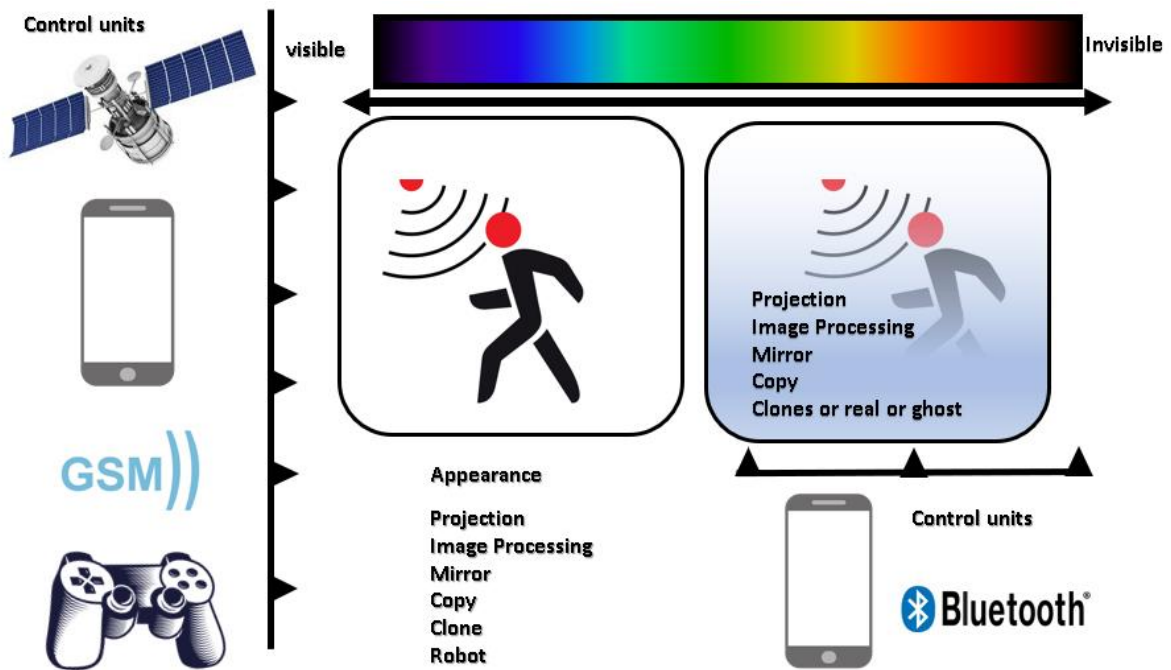 Control units
visible
Invisible
Projection
Image Processing
Mirror
Copy
Clones or real or ghost
GSM
Appearance
Projection
Image Processing
Mirror
Copy
Clone
Robot
Control units
Bluetooth®